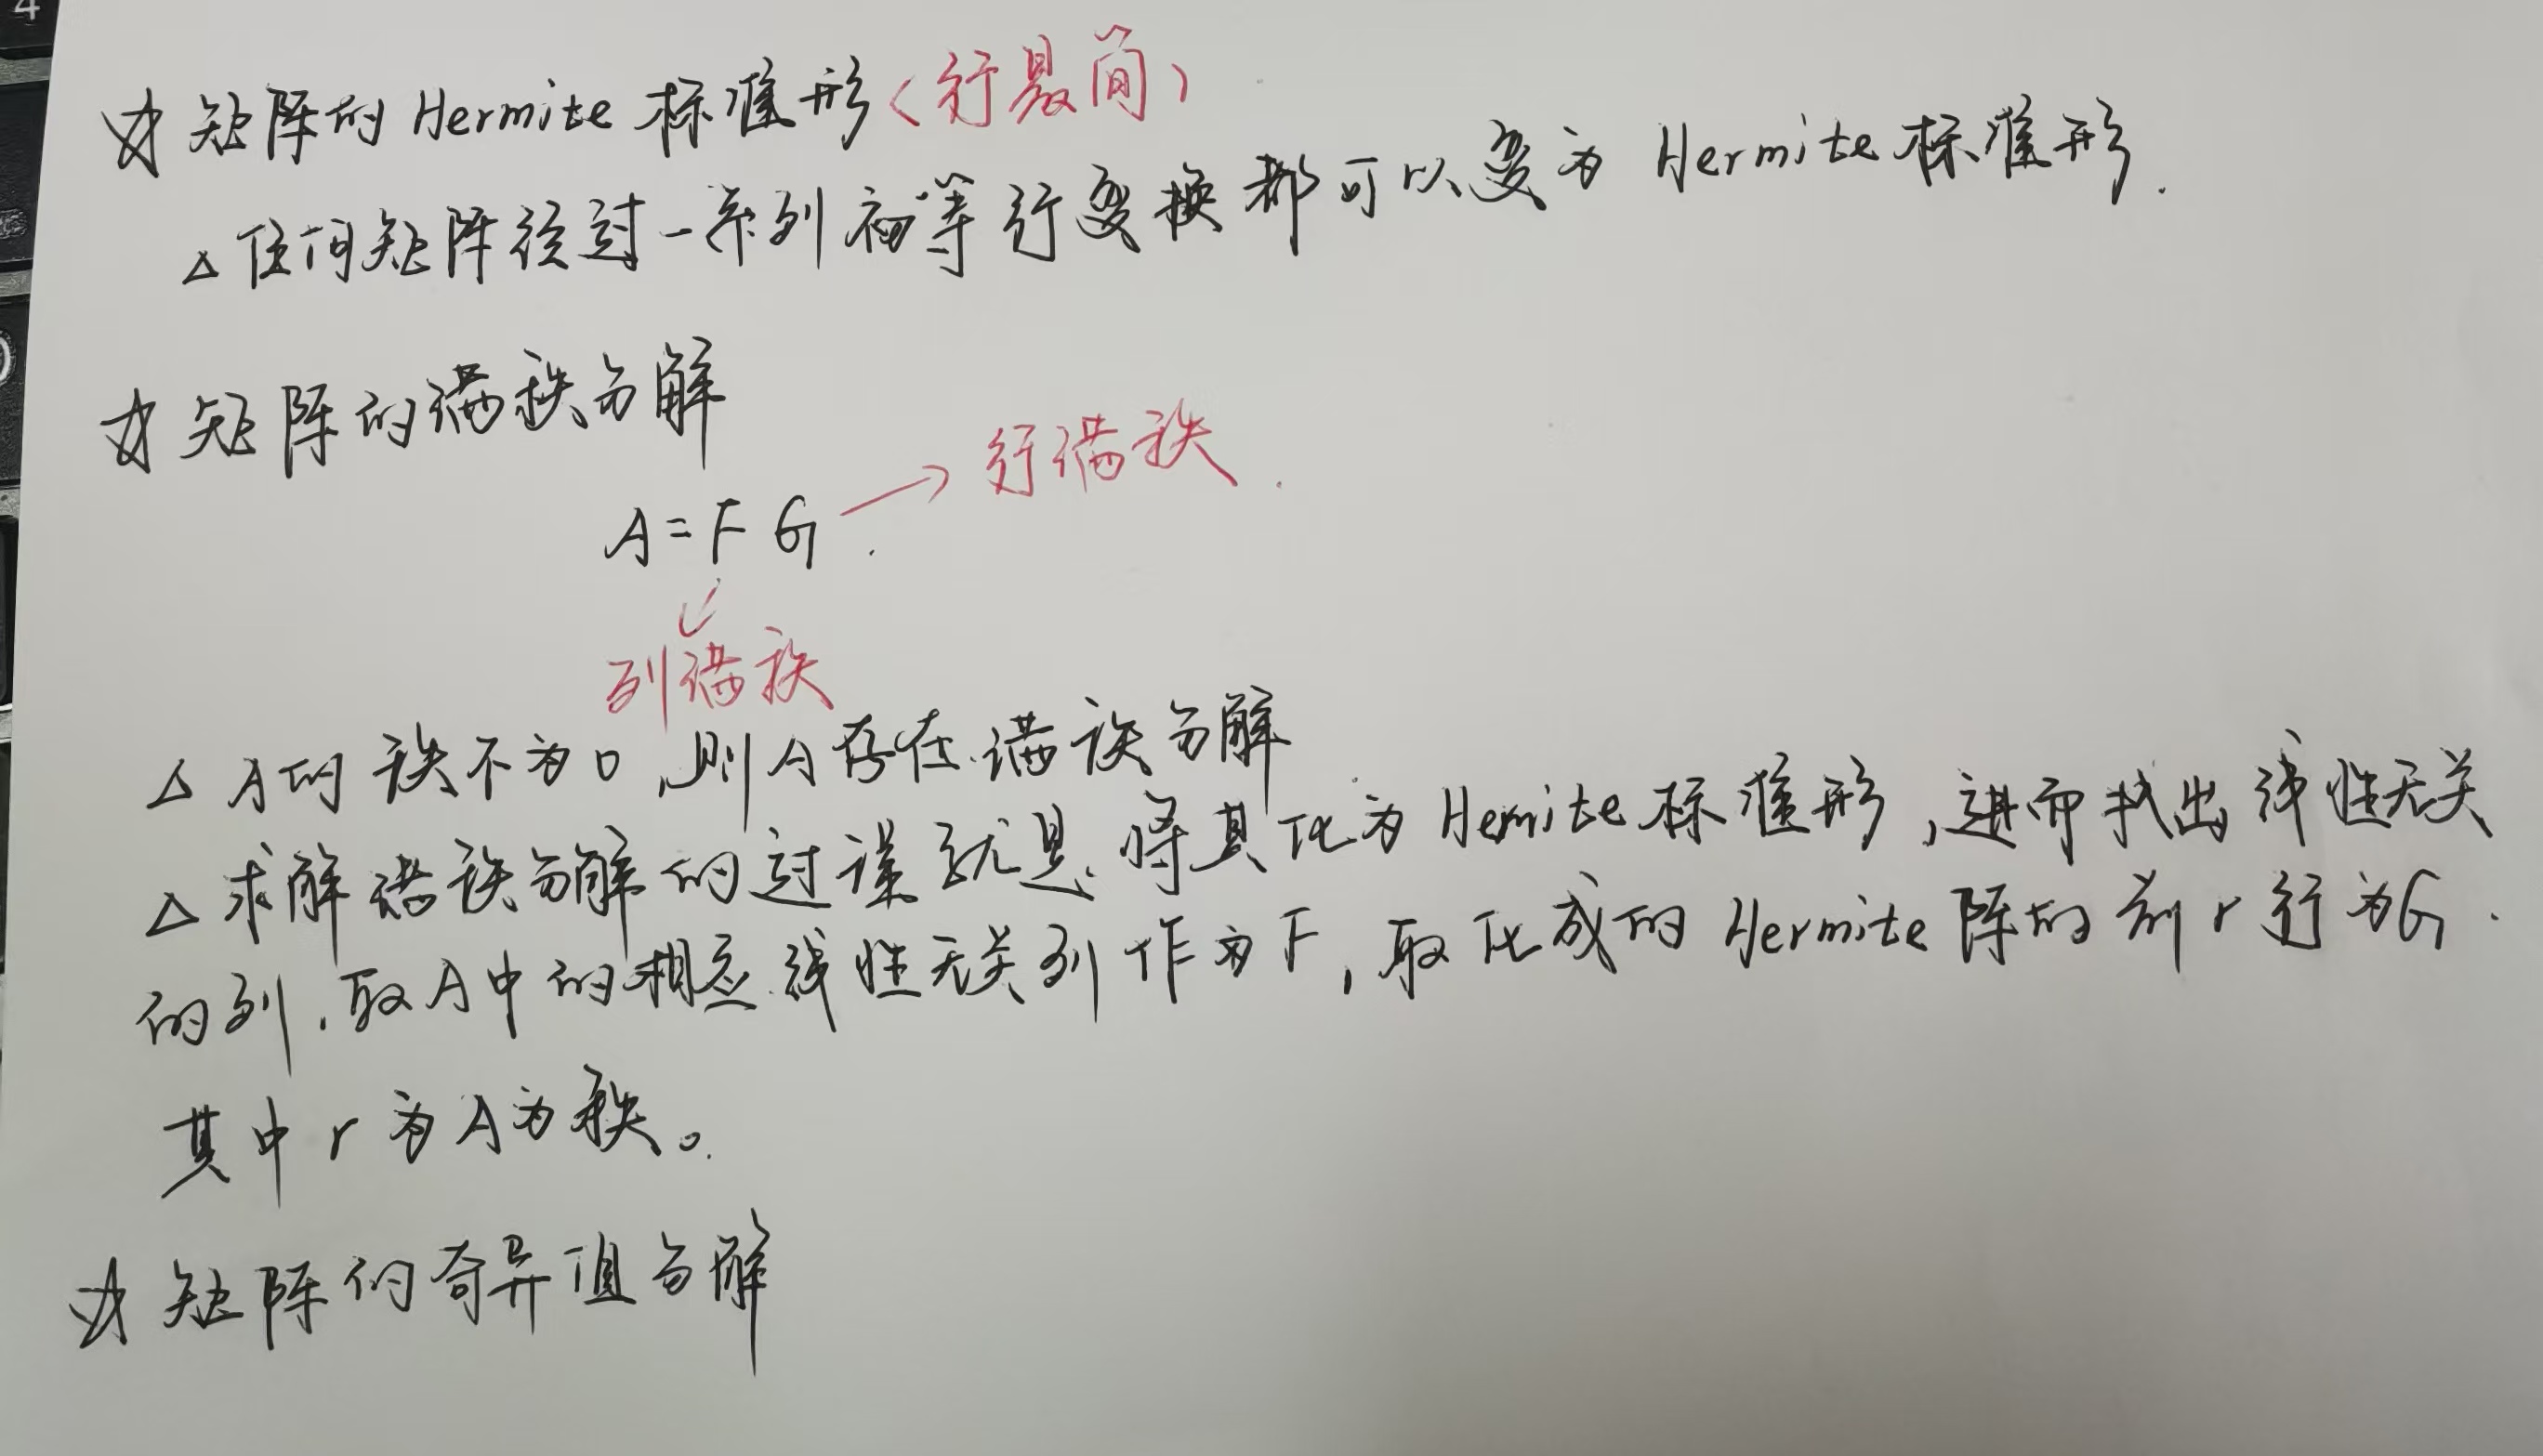 ☆ 矩阵的 Hermite 标准形(行最简)
△ 任何矩阵经过一系列初等行变换都可以变为 Hermite 标准形.
☆ 矩阵的满秩分解
A = F G → 行满秩.
列满秩
△ A的秩不为0,则A存在满秩分解
△ 求解满秩分解的过程就是将其化为 Hemite 标准形,进而找出线性无关
的列.取A中的相应线性无关列作为F,取化成的 Hermite 阵的前r行为G.
其中r为A为秩。
☆ 矩阵的奇异值分解